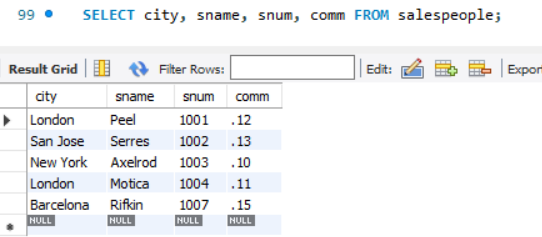 99 SELECT city, sname, snum, comm FROM salespeople;
Result Grid Filter Rows: Edit: Export
city sname snum comm
London Peel 1001 .12
San Jose Serres 1002 .13
New York Axelrod 1003 .10
London Motica 1004 .11
Barcelona Rifkin 1007 .15
NULL NULL NULL NULL